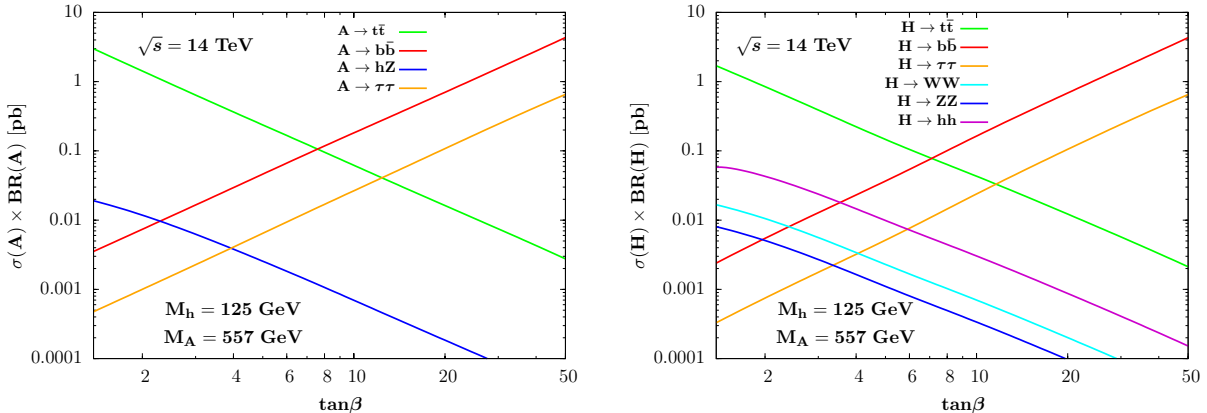 10
1
0.1
0.01
0.001
0.0001
σ(A) × BR(A) [pb]
√s = 14 TeV
A → tt̄
A → bb̄
A → hZ
A → ττ
M_h = 125 GeV
M_A = 557 GeV
2 4 6 8 10 20 50
tanβ
10
1
0.1
0.01
0.001
0.0001
σ(H) × BR(H) [pb]
√s = 14 TeV
H → tt̄
H → bb̄
H → ττ
H → WW
H → ZZ
H → hh
M_h = 125 GeV
M_A = 557 GeV
2 4 6 8 10 20 50
tanβ